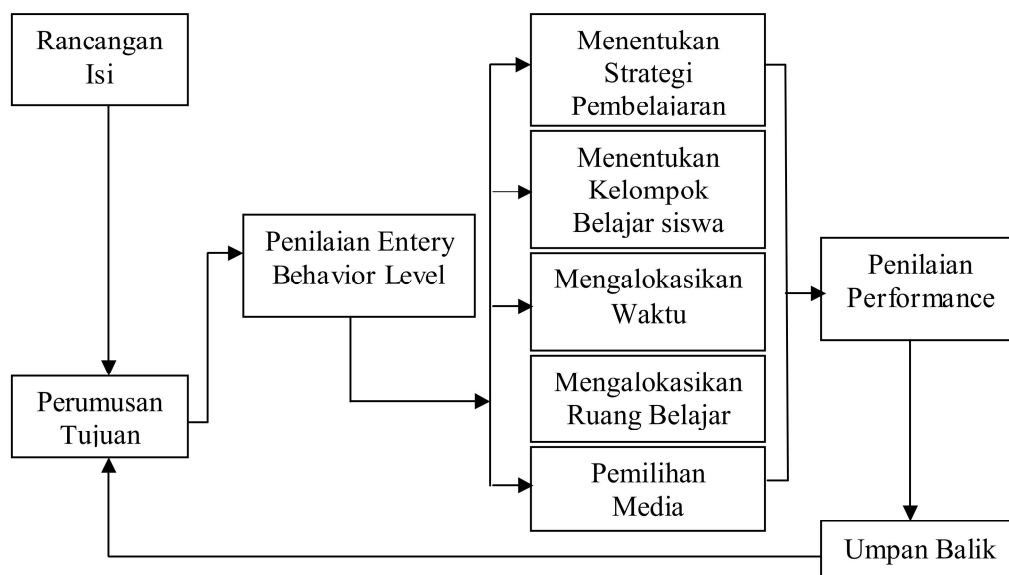 Rancangan
Isi
Perumusan
Tujuan
Penilaian Entery
Behavior Level
Menentukan
Strategi
Pembelajaran
Menentukan
Kelompok
Belajar siswa
Mengalokasikan
Waktu
Mengalokasikan
Ruang Belajar
Pemilihan
Media
Penilaian
Performance
Umpan Balik